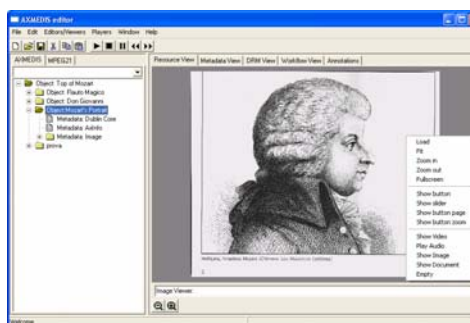 AXMEDIS editor
File Edit Editors/Viewers Players Window Help
AXMEDIS MPEG21
Resource View Metadata View DRM View Workflow View Annotations
Object Top of Mozart
Object Flauto Magico
Object Don Giovanni
Object Mozart's Portrait
Metadata Dublin Core
Metadata AxInfo
Metadata Image
prova
Load
Fit
Zoom in
Zoom out
Fullscreen
Show button
Show slider
Show button page
Show button zoom
Show Video
Play Audio
Show Image
Show Document
Empty
Image Viewer
Welcome